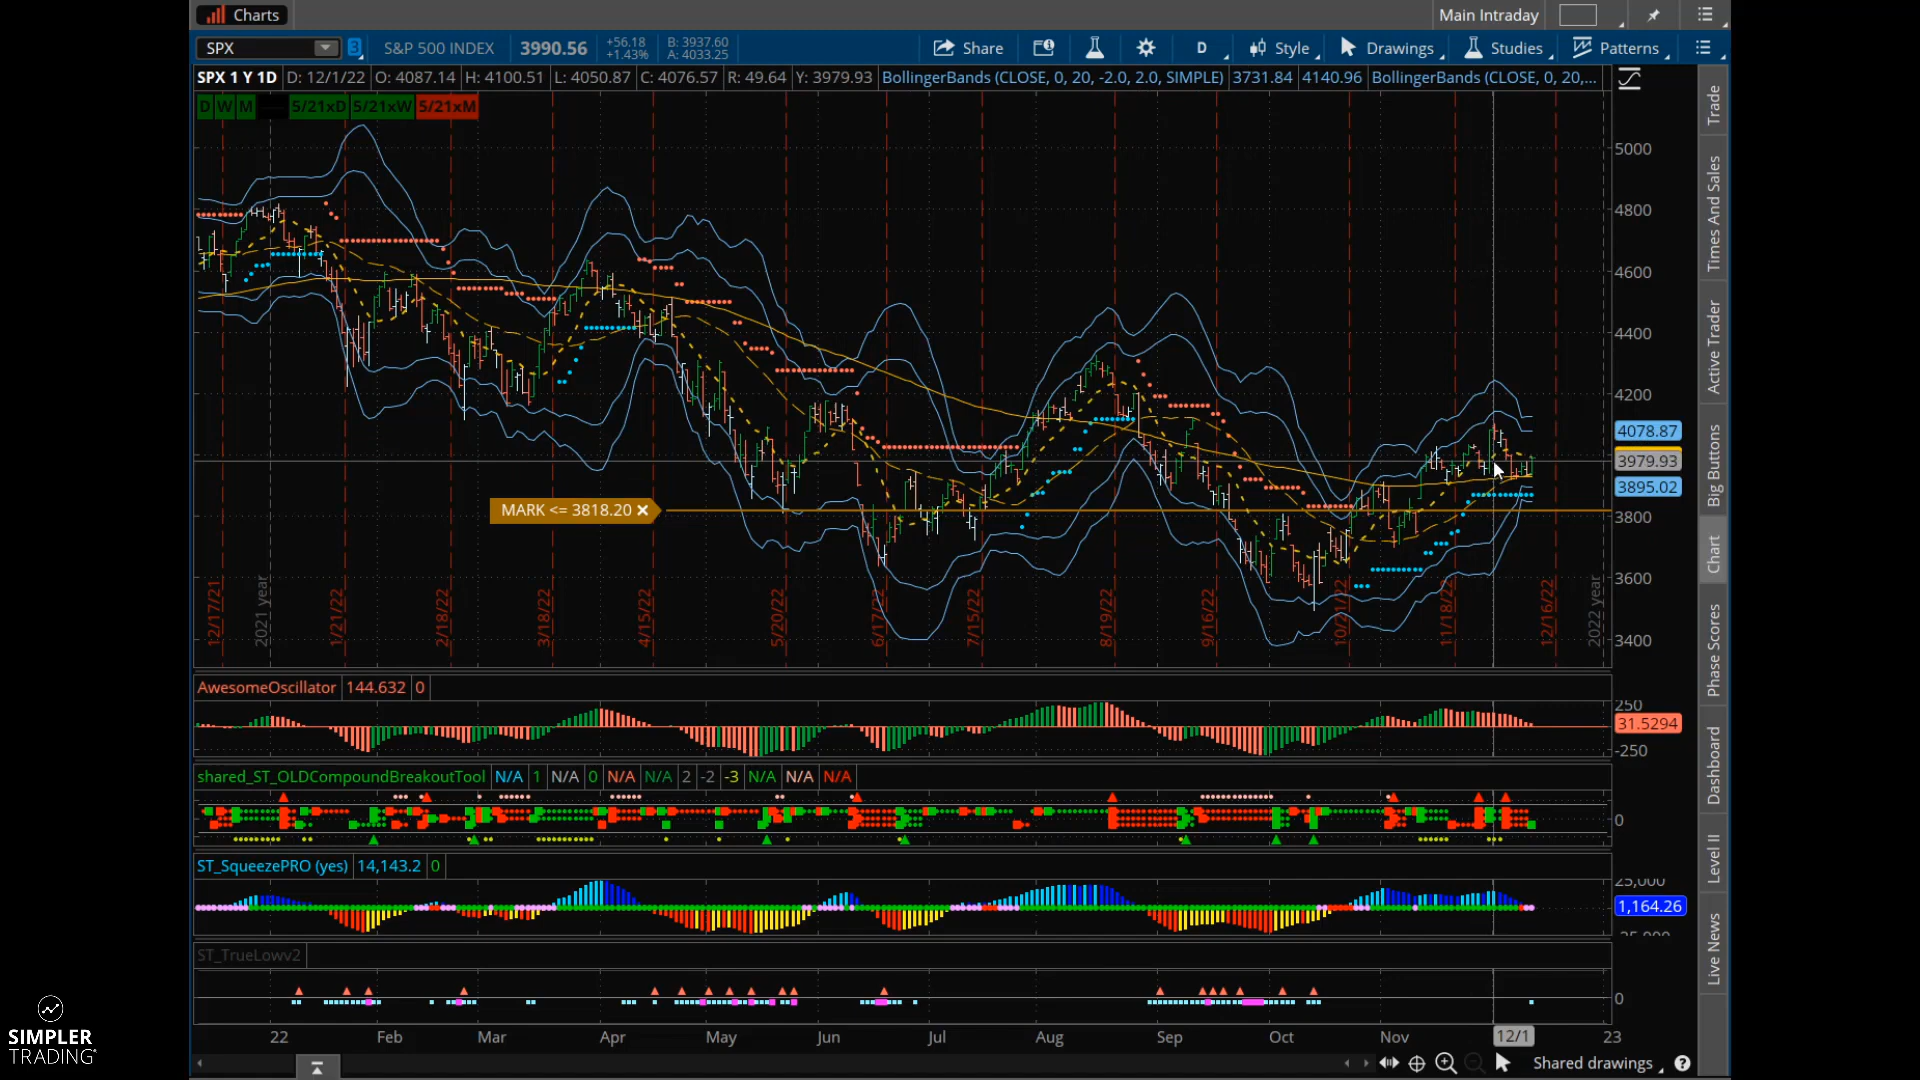 Charts
Main Intraday
SPX
3
S&P 500 INDEX
3990.56
+56.18
+1.43%
B: 3937.60
A: 4033.25
Share
D
Style
Drawings
Studies
Patterns
SPX 1 Y 1D
D: 12/1/22
O: 4087.14
H: 4100.51
L: 4050.87
C: 4076.57
R: 49.64
Y: 3979.93
BollingerBands (CLOSE, 0, 20, -2.0, 2.0, SIMPLE)
3731.84
4140.96
BollingerBands (CLOSE, 0, 20,...
D
W
M
5/21xD
5/21xW
5/21xM
5000
4800
4600
4400
4200
4078.87
3979.93
3895.02
3800
3600
3400
MARK <= 3818.20
12/17/21
2021 year
1/21/22
2/18/22
3/18/22
4/15/22
5/20/22
6/17/22
7/15/22
8/19/22
9/16/22
10/21/22
11/18/22
12/16/22
2022 year
AwesomeOscillator
144.632
0
250
31.5294
-250
shared_ST_OLDCompoundBreakoutTool
N/A
1
N/A
0
N/A
N/A
2
-2
-3
N/A
N/A
N/A
0
ST_SqueezePRO (yes)
14,143.2
0
25,000
1,164.26
-25,000
ST_TrueLowv2
0
22
Feb
Mar
Apr
May
Jun
Jul
Aug
Sep
Oct
Nov
12/1
23
Shared drawings
Trade
Times And Sales
Active Trader
Big Buttons
Chart
Phase Scores
Dashboard
Level II
Live News
SIMPLER
TRADING